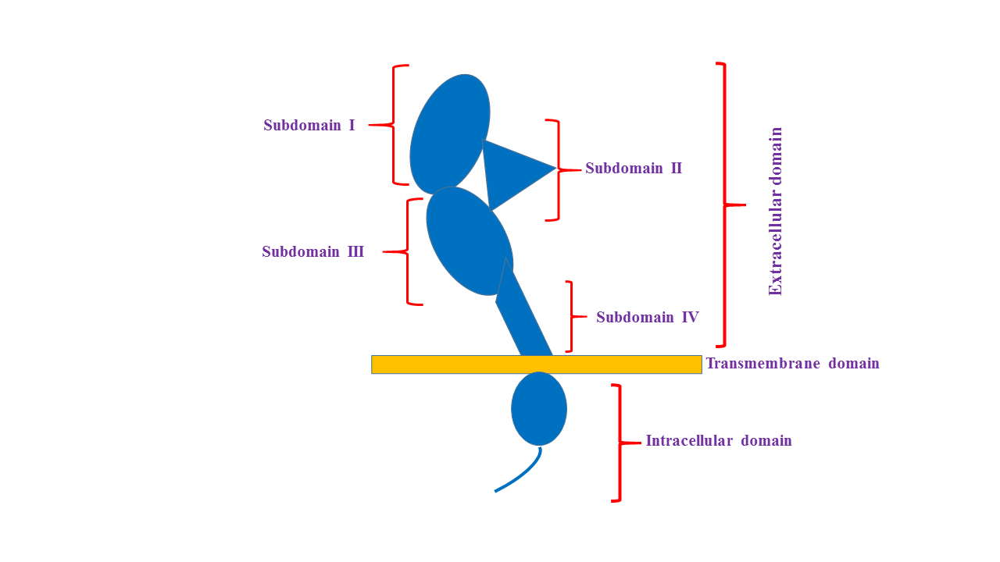 Subdomain I
Subdomain II
Extracellular domain
Subdomain III
Subdomain IV
Transmembrane domain
Intracellular domain